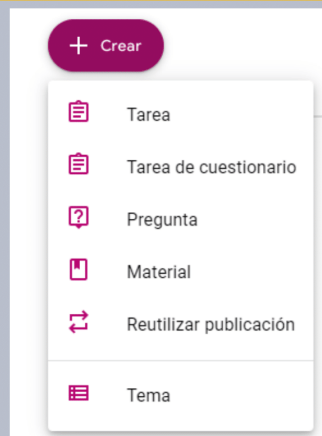 + Crear
Tarea
Tarea de cuestionario
Pregunta
Material
Reutilizar publicación
Tema